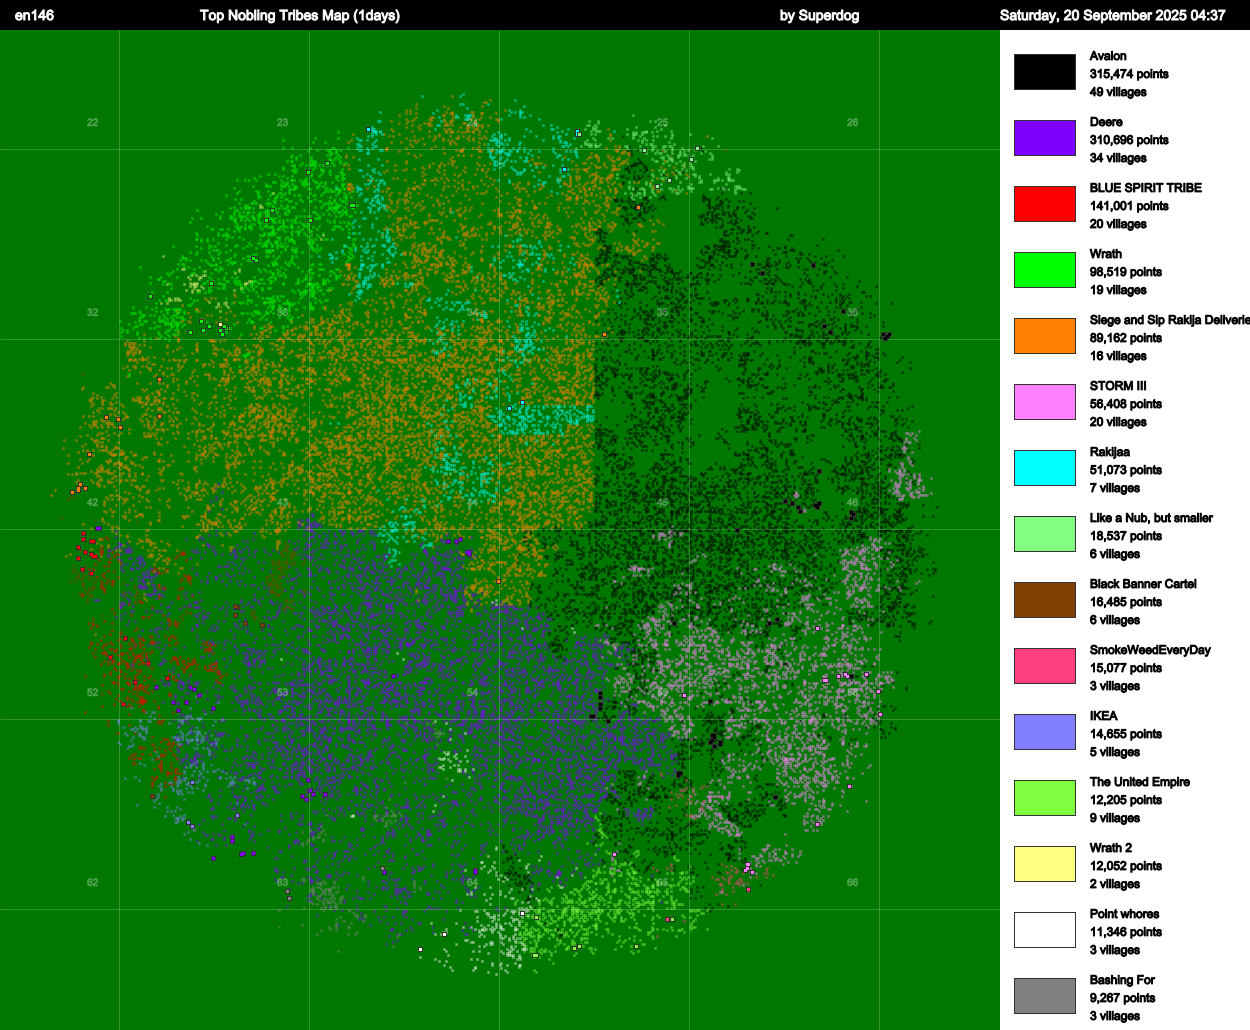 en146 Top Nobling Tribes Map (1days) by Superdog Saturday, 20 September 2025 04:37
Avalon
315,474 points
49 villages
Deere
310,696 points
34 villages
BLUE SPIRIT TRIBE
141,001 points
20 villages
Wrath
98,519 points
19 villages
Siege and Sip Rakija Deliverie
89,162 points
16 villages
STORM III
56,408 points
20 villages
Rakijaa
51,073 points
7 villages
Like a Nub, but smaller
18,537 points
6 villages
Black Banner Cartel
16,485 points
6 villages
SmokeWeedEveryDay
15,077 points
3 villages
IKEA
14,655 points
5 villages
The United Empire
12,205 points
9 villages
Wrath 2
12,052 points
2 villages
Point whores
11,346 points
3 villages
Bashing For
9,267 points
3 villages
22 23 24 25 26
32 33 34 35 36
42 43 45 46
52 53 54
62 63 64 65 66